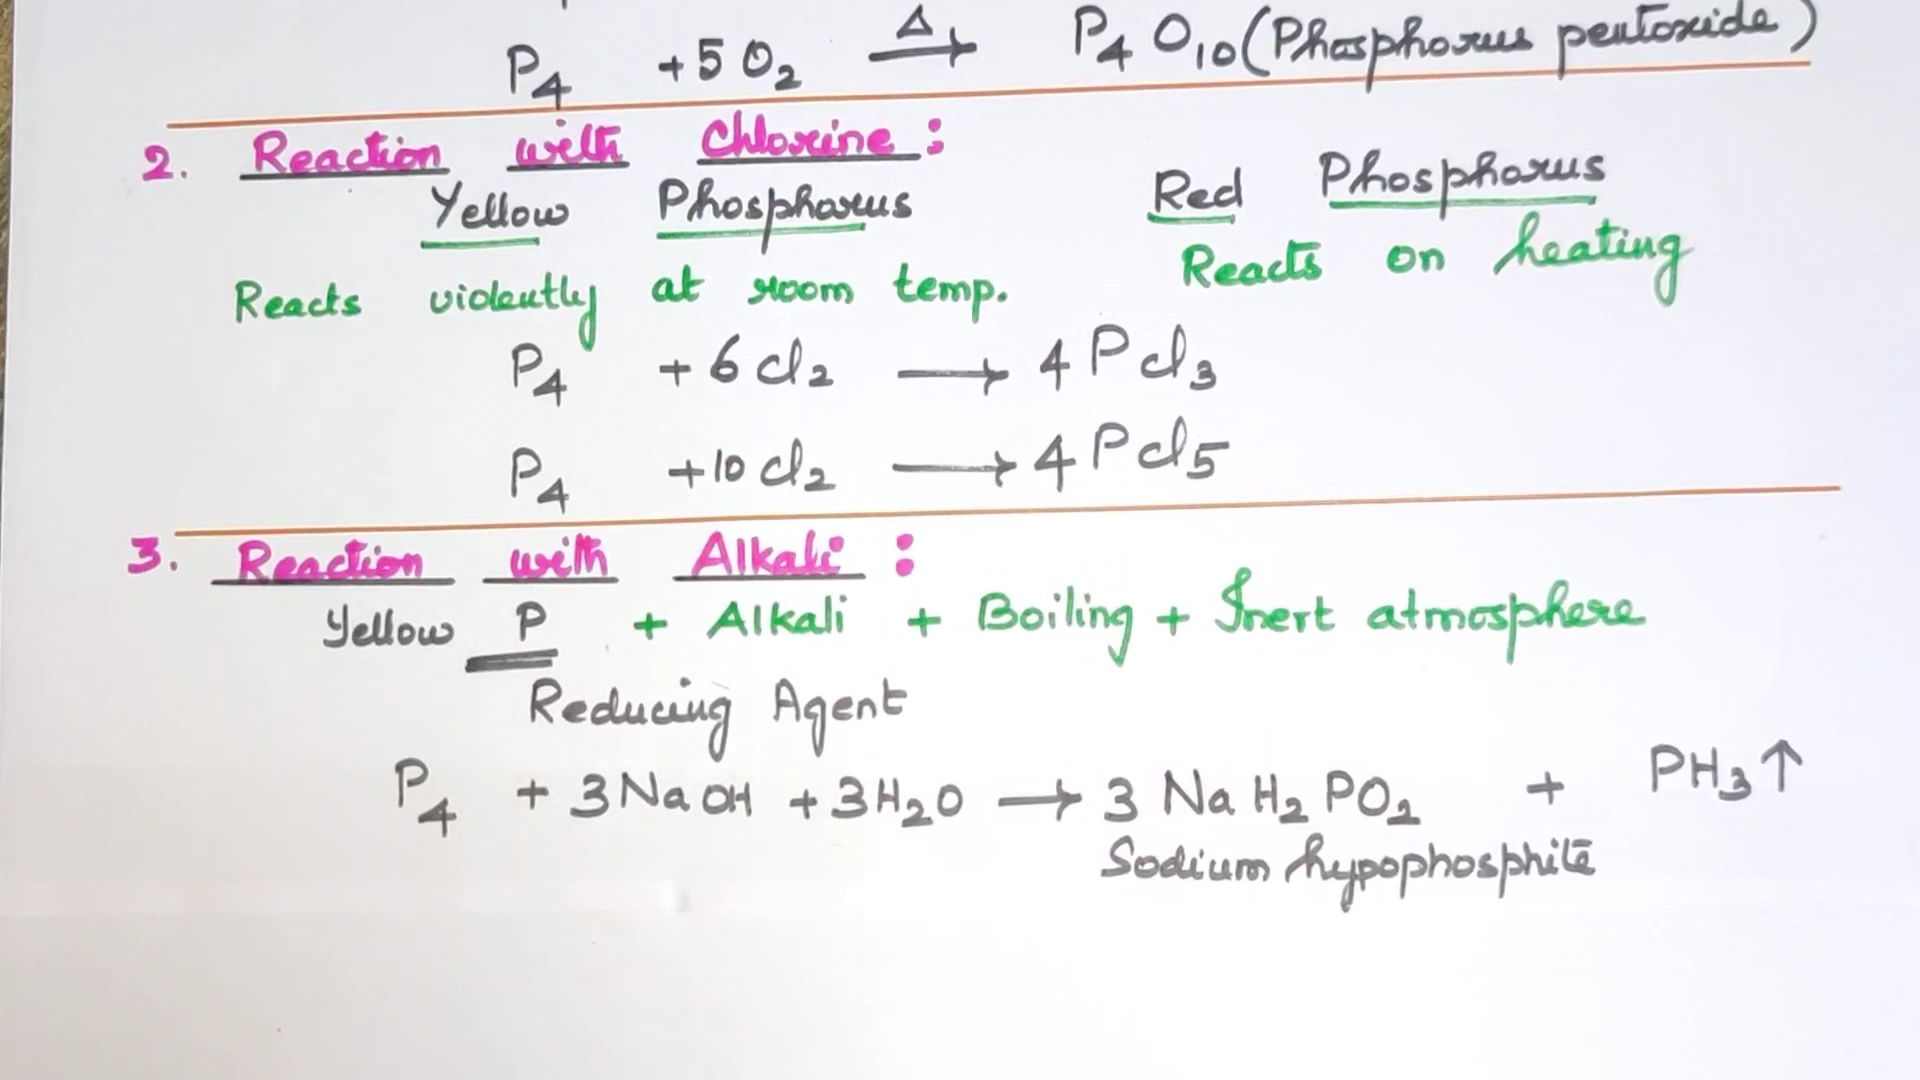 P₄ + 5 O₂ —Δ→ P₄ O₁₀ (Phosphorus pentoxide)
2. Reaction with Chlorine :
Yellow Phosphorus Red Phosphorus
Reacts violently at room temp. Reacts on heating
P₄ + 6 Cl₂ → 4 PCl₃
P₄ + 10 Cl₂ → 4 PCl₅
3. Reaction with Alkali :
Yellow P + Alkali + Boiling + Inert atmosphere
Reducing Agent
P₄ + 3 NaOH + 3 H₂O → 3 Na H₂ PO₂ + PH₃↑
Sodium hypophosphite